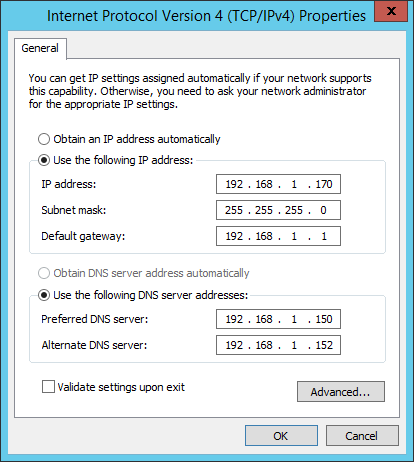 Internet Protocol Version 4 (TCP/IPv4) Properties
X
General
You can get IP settings assigned automatically if your network supports
this capability. Otherwise, you need to ask your network administrator
for the appropriate IP settings.
Obtain an IP address automatically
Use the following IP address:
IP address: 192 . 168 . 1 . 170
Subnet mask: 255 . 255 . 255 . 0
Default gateway: 192 . 168 . 1 . 1
Obtain DNS server address automatically
Use the following DNS server addresses:
Preferred DNS server: 192 . 168 . 1 . 150
Alternate DNS server: 192 . 168 . 1 . 152
Validate settings upon exit
Advanced...
OK Cancel